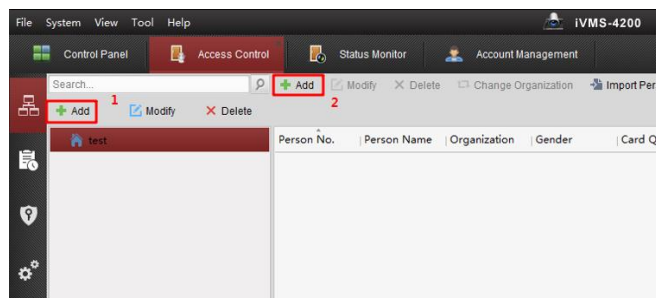 File System View Tool Help iVMS-4200
Control Panel Access Control Status Monitor Account Management
Search... Add Modify Delete Change Organization Import Per
1 2
Add Modify Delete
test Person No. Person Name Organization Gender Card Q